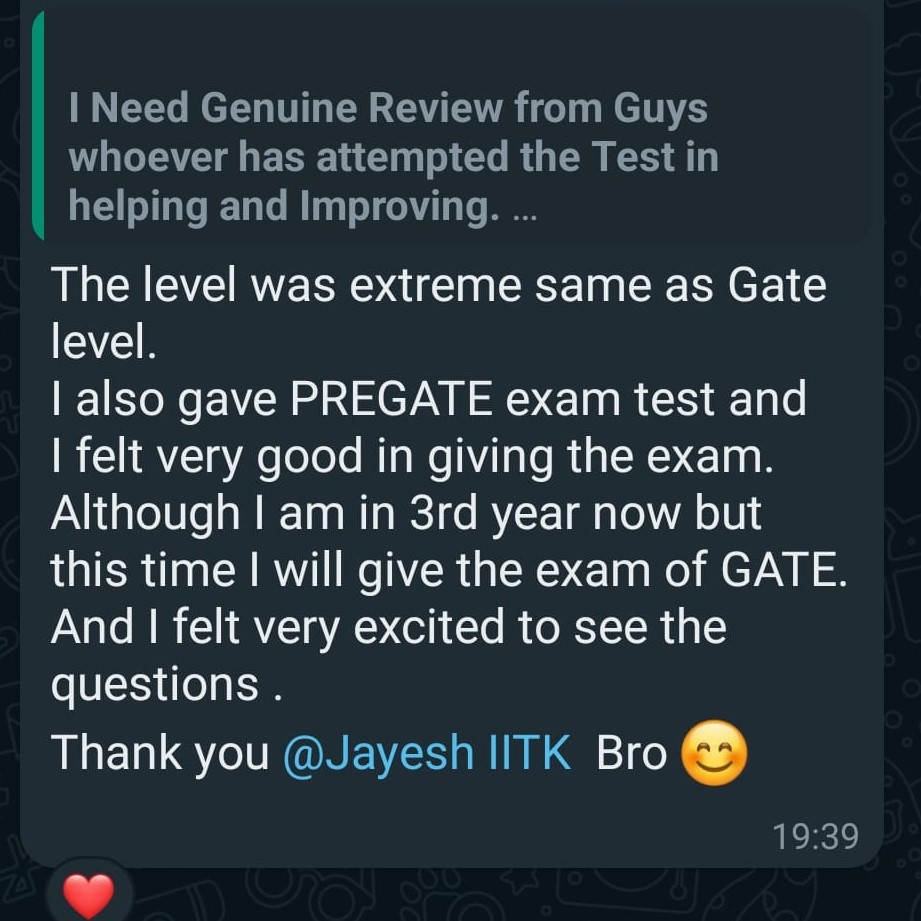 I Need Genuine Review from Guys
whoever has attempted the Test in
helping and Improving. ...
The level was extreme same as Gate
level.
I also gave PREGATE exam test and
I felt very good in giving the exam.
Although I am in 3rd year now but
this time I will give the exam of GATE.
And I felt very excited to see the
questions .
Thank you @Jayesh IITK Bro 😊
19:39